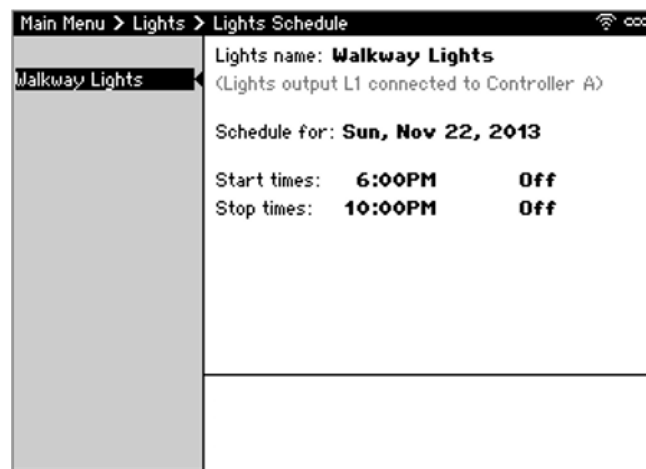 Main Menu > Lights > Lights Schedule
Walkway Lights
Lights name: Walkway Lights
(Lights output L1 connected to Controller A)
Schedule for: Sun, Nov 22, 2013
Start times: 6:00PM Off
Stop times: 10:00PM Off